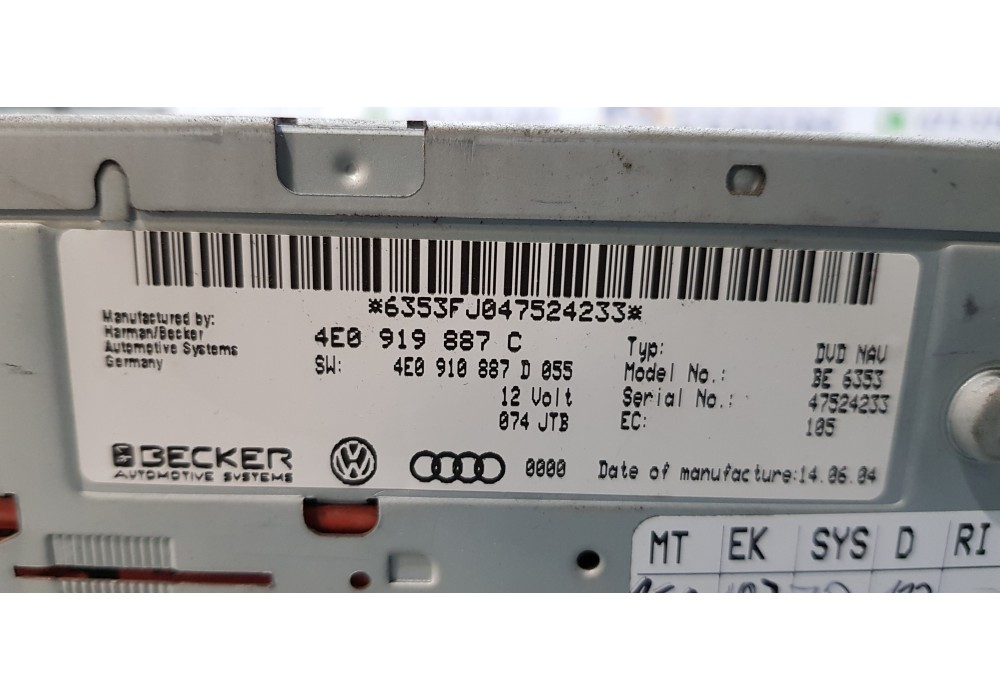 *6353FJ047524233*
Manufactured by:
Harman/Becker
Automotive Systems
Germany
4E0 919 887 C
SW: 4E0 910 887 D 055
12 Volt
074 JTB
Typ: DVD NAV
Model No.: BE 6353
Serial No.: 47524233
EC: 105
BECKER
AUTOMOTIVE SYSTEMS
0000
Date of manufacture:14.06.04
MT EK SYS D RI